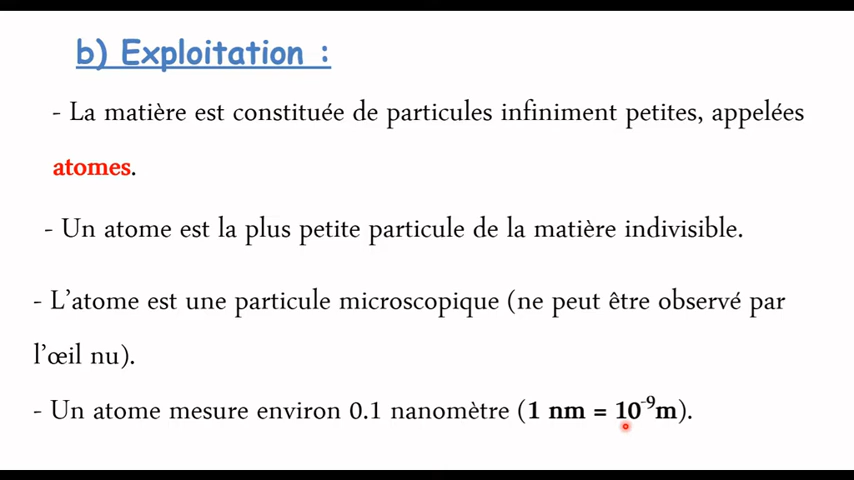 b) Exploitation :
- La matière est constituée de particules infiniment petites, appelées
atomes.
- Un atome est la plus petite particule de la matière indivisible.
- L'atome est une particule microscopique (ne peut être observé par
l'œil nu).
- Un atome mesure environ 0.1 nanomètre (1 nm = 10⁻⁹m).